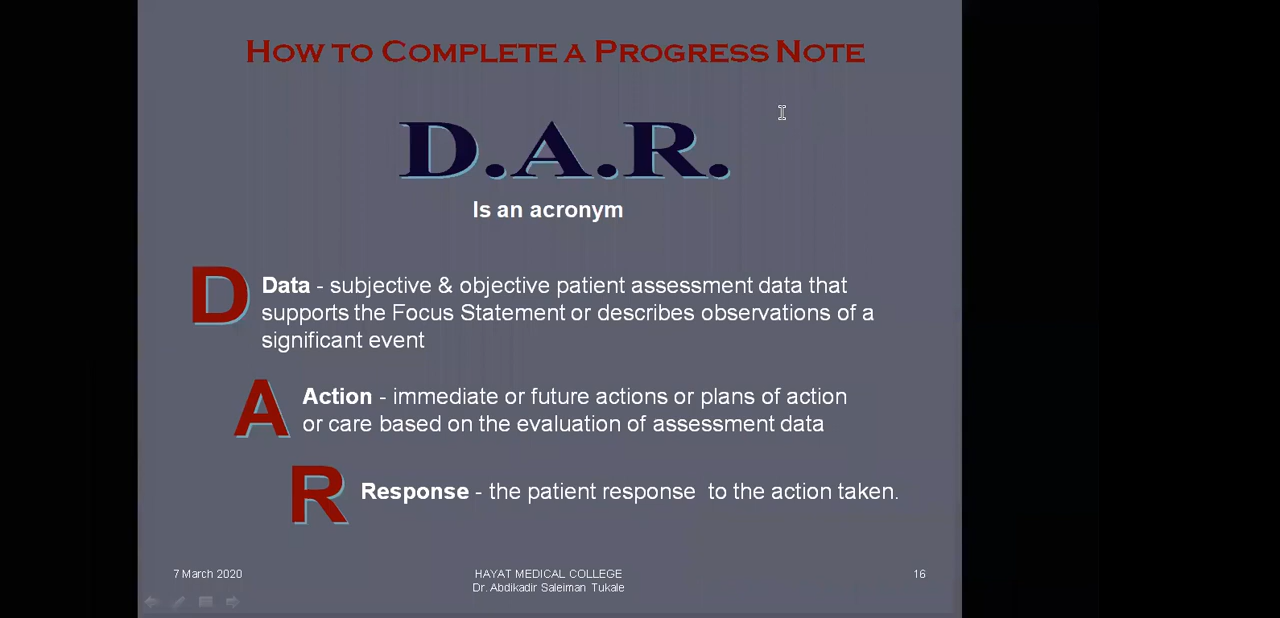 How to Complete a Progress Note
D.A.R.
Is an acronym
D
Data - subjective & objective patient assessment data that
supports the Focus Statement or describes observations of a
significant event
A
Action - immediate or future actions or plans of action
or care based on the evaluation of assessment data
R
Response - the patient response  to the action taken.
7 March 2020
HAYAT MEDICAL COLLEGE
Dr. Abdikadir Saleiman Tukale
16